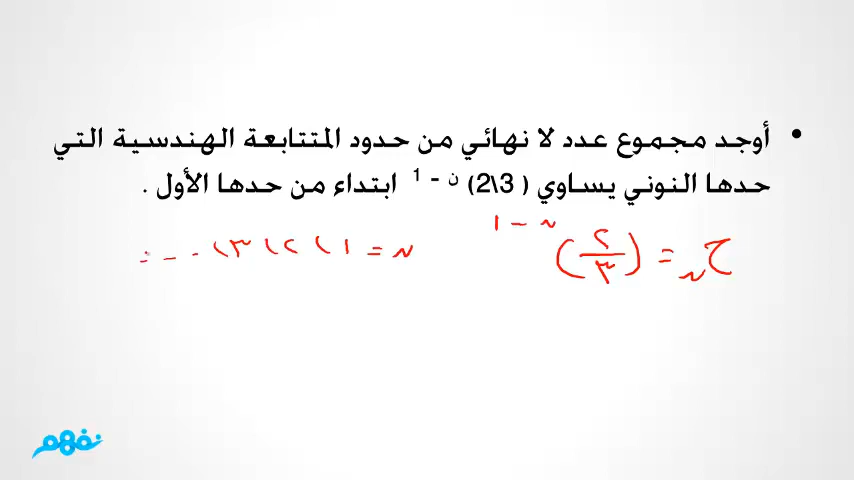 • أوجد مجموع عدد لا نهائي من حدود المتتابعة الهندسية التي
حدها النوني يساوي ( 3\2) ن - 1 ابتداء من حدها الأول .
ح ن = (٢/٣) ن - ١
ن = ١ ، ٢ ، ٣ ، - - -
نفهم